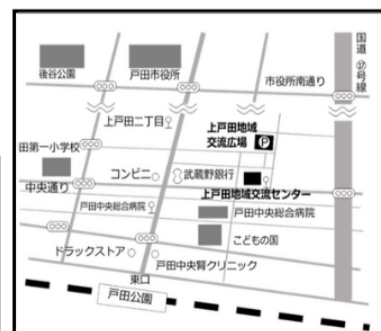 国道⑰号線
後谷公園
戸田市役所
市役所南通り
上戸田二丁目
上戸田地域
交流広場
P
田第一小学校
コンビニ
武蔵野銀行
中央通り
上戸田地域交流センター
戸田中央総合病院
戸田中央総合病院
こどもの国
ドラックストア
戸田中央腎クリニック
東口
戸田公園